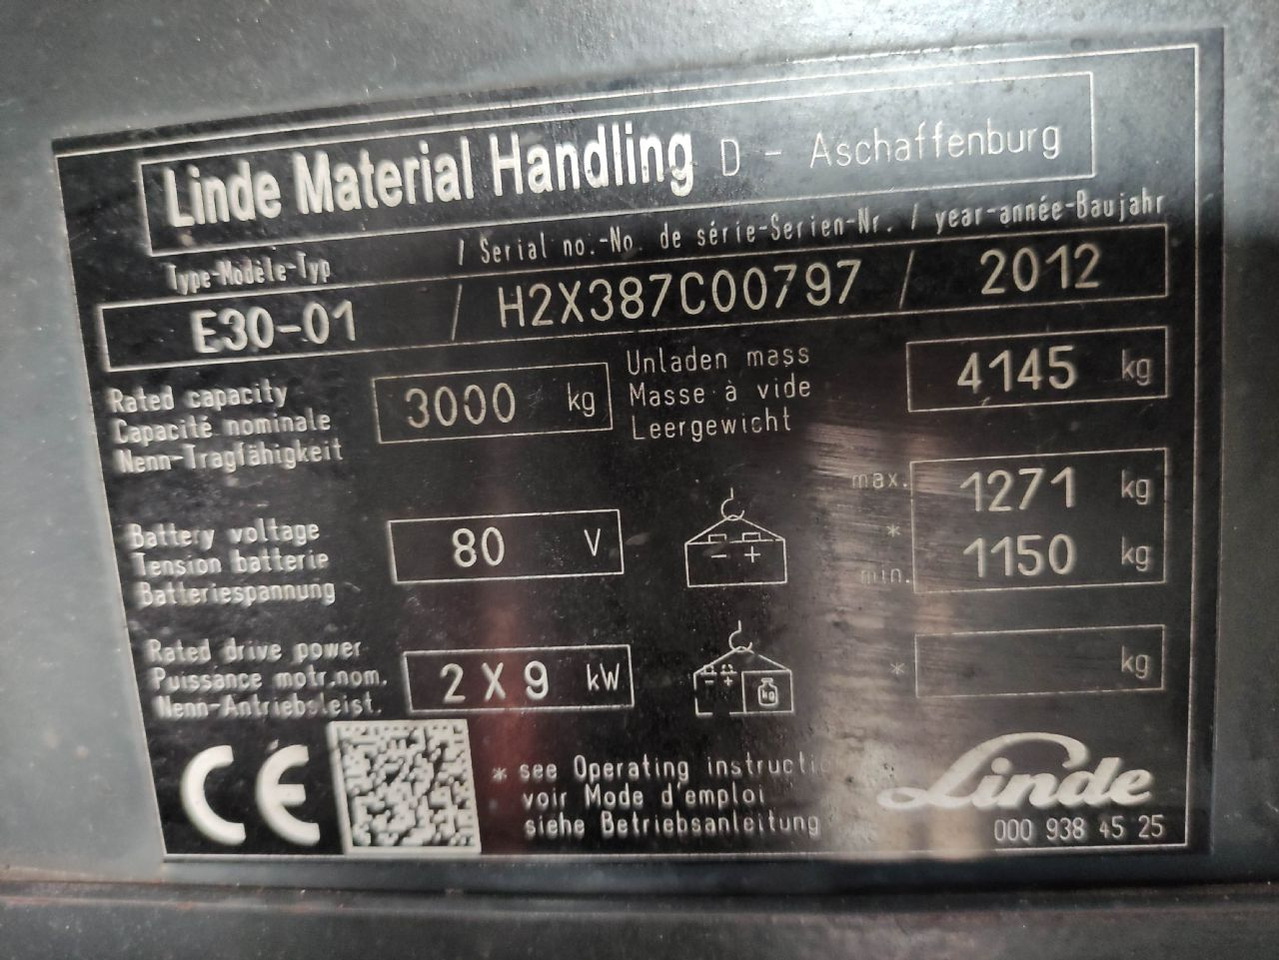 Linde Material Handling D - Aschaffenburg
Type-Modèle-Typ / Serial no.-No. de série-Serien-Nr. / year-année-Baujahr
E30-01 / H2X387C00797 / 2012
Rated capacity
Capacité nominale
Nenn-Tragfähigkeit
3000 kg
Unladen mass
Masse à vide
Leergewicht
4145 kg
Battery voltage
Tension batterie
Batteriespannung
80 V
- +
max. 1271 kg
*
min. 1150 kg
Rated drive power
Puissance motr.nom.
Nenn-Antriebsleist.
2 X 9 kW
- + kg
* kg
CE
* see Operating instructi
voir Mode d'emploi
siehe Betriebsanleitung
Linde
000 938 45 25